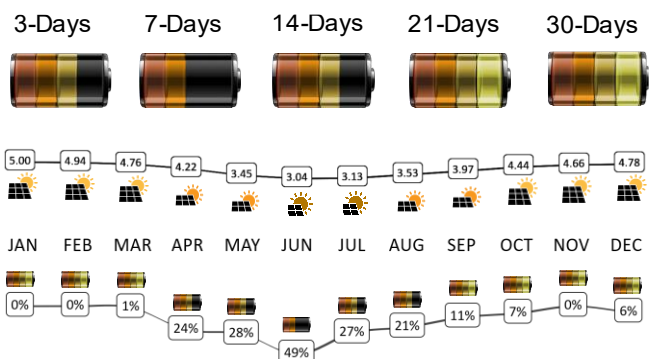 3-Days 7-Days 14-Days 21-Days 30-Days
5.00 4.94 4.76 4.22 3.45 3.04 3.13 3.53 3.97 4.44 4.66 4.78
JAN FEB MAR APR MAY JUN JUL AUG SEP OCT NOV DEC
0% 0% 1% 24% 28% 49% 27% 21% 11% 7% 0% 6%